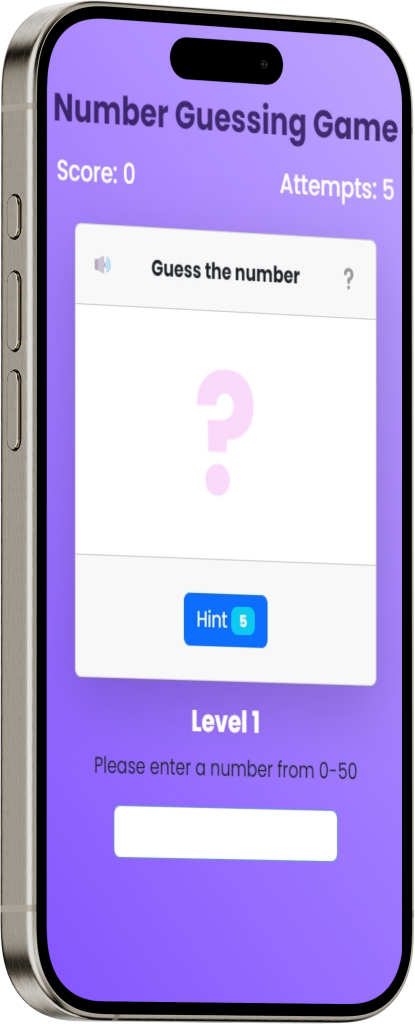 Number Guessing Game
Score: 0 Attempts: 5
Guess the number ?
?
Hint 5
Level 1
Please enter a number from 0-50